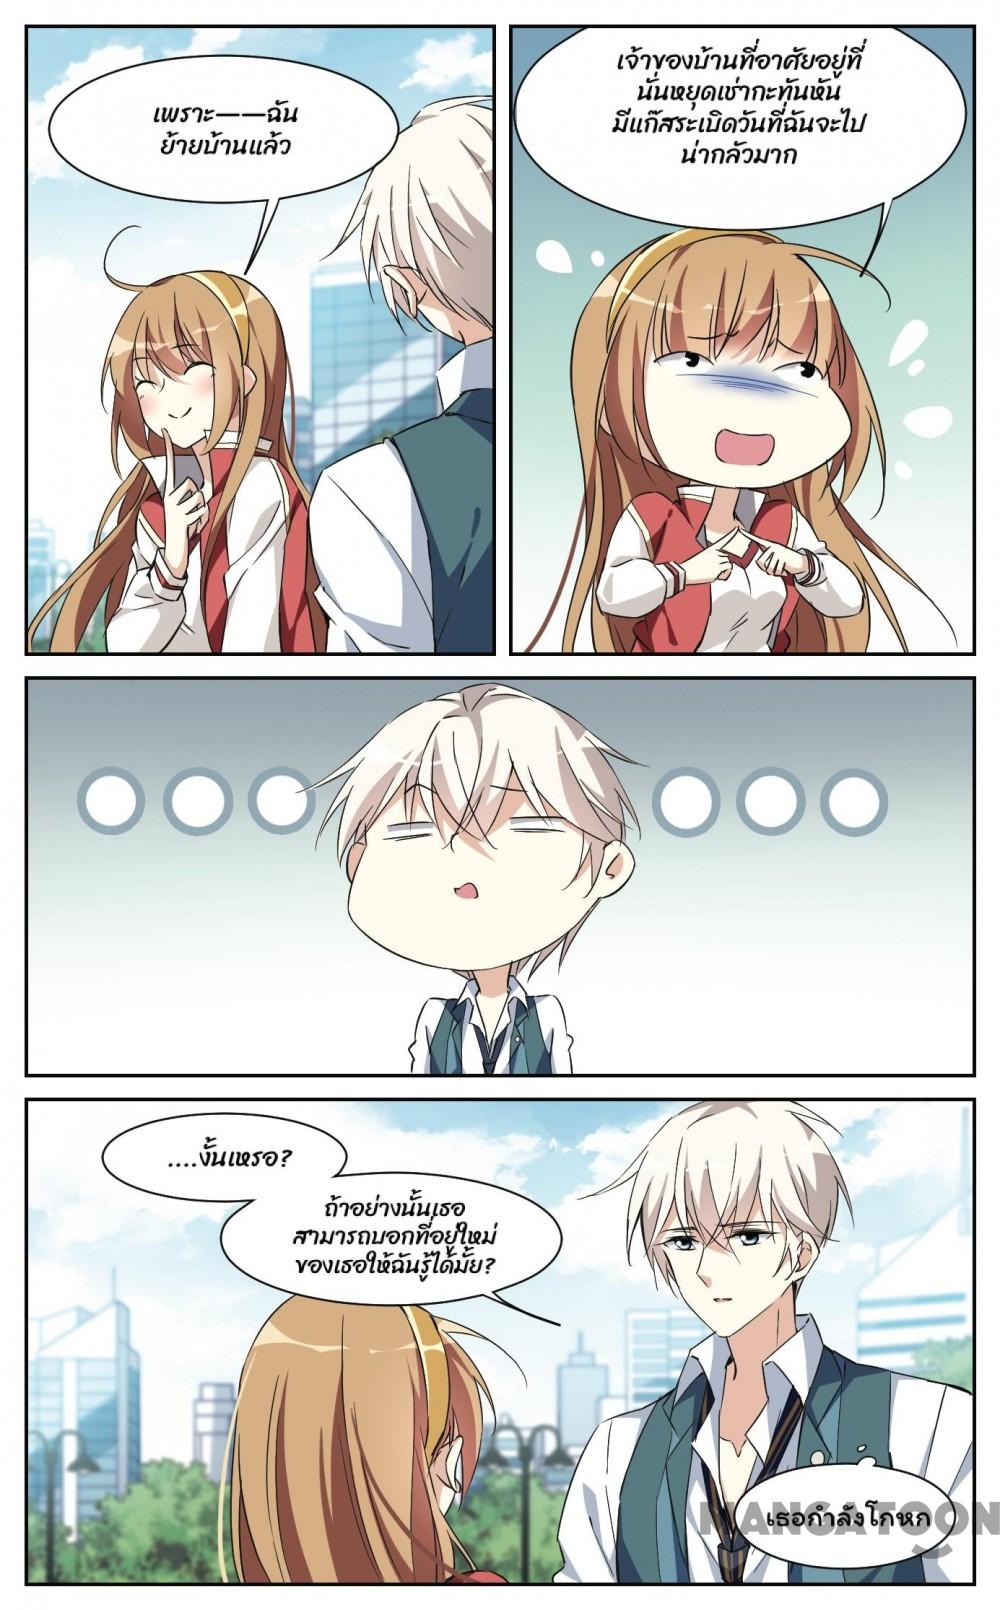 เพราะ——ฉัน
ย้ายบ้านแล้ว
เจ้าของบ้านที่อาศัยอยู่ที่
นั่นหยุดเช่ากะทันหัน
มีแก๊สระเบิดวันที่ฉันจะไป
น่ากลัวมาก
....งั้นเหรอ?
ถ้าอย่างนั้นเธอ
สามารถบอกที่อยู่ใหม่
ของเธอให้ฉันรู้ได้มั้ย?
เธอกำลังโกหก
MANGATOON